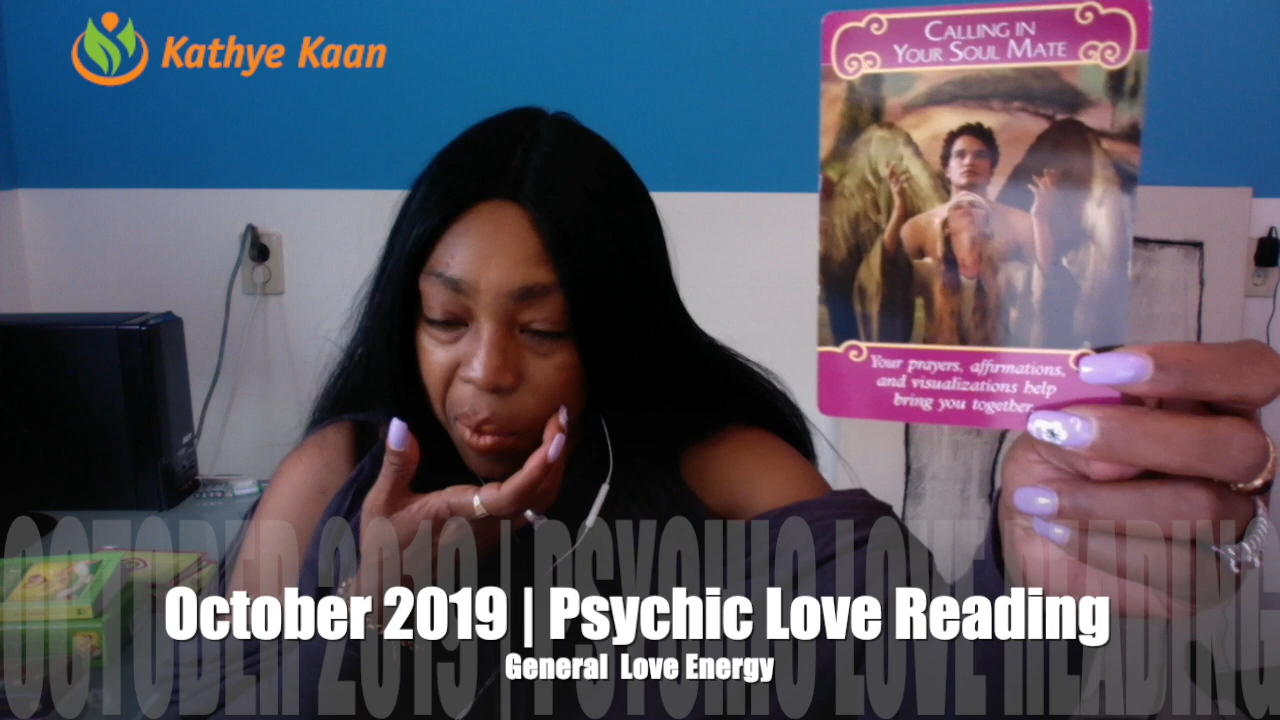 Kathye Kaan
CALLING IN
YOUR SOUL MATE
Your prayers, affirmations,
and visualizations help
bring you together.
OCTOBER 2019 | PSYCHIC LOVE READING
October 2019 | Psychic Love Reading
General Love Energy